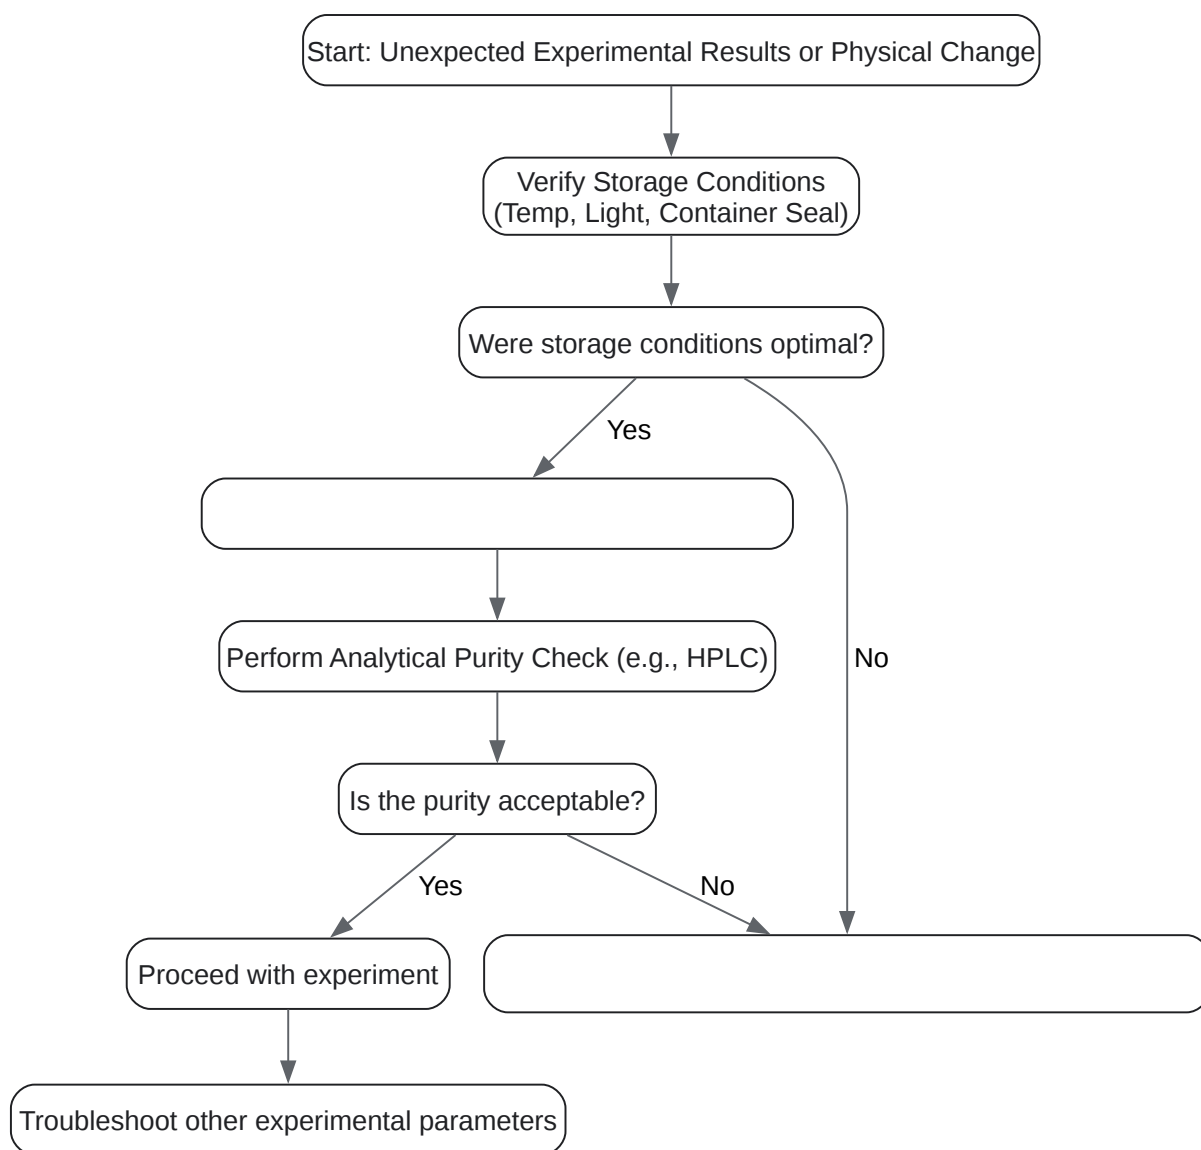 Start: Unexpected Experimental Results or Physical Change
Verify Storage Conditions
(Temp, Light, Container Seal)
Were storage conditions optimal?
Yes
No
Perform Analytical Purity Check (e.g., HPLC)
Is the purity acceptable?
Yes
No
Proceed with experiment
Troubleshoot other experimental parameters